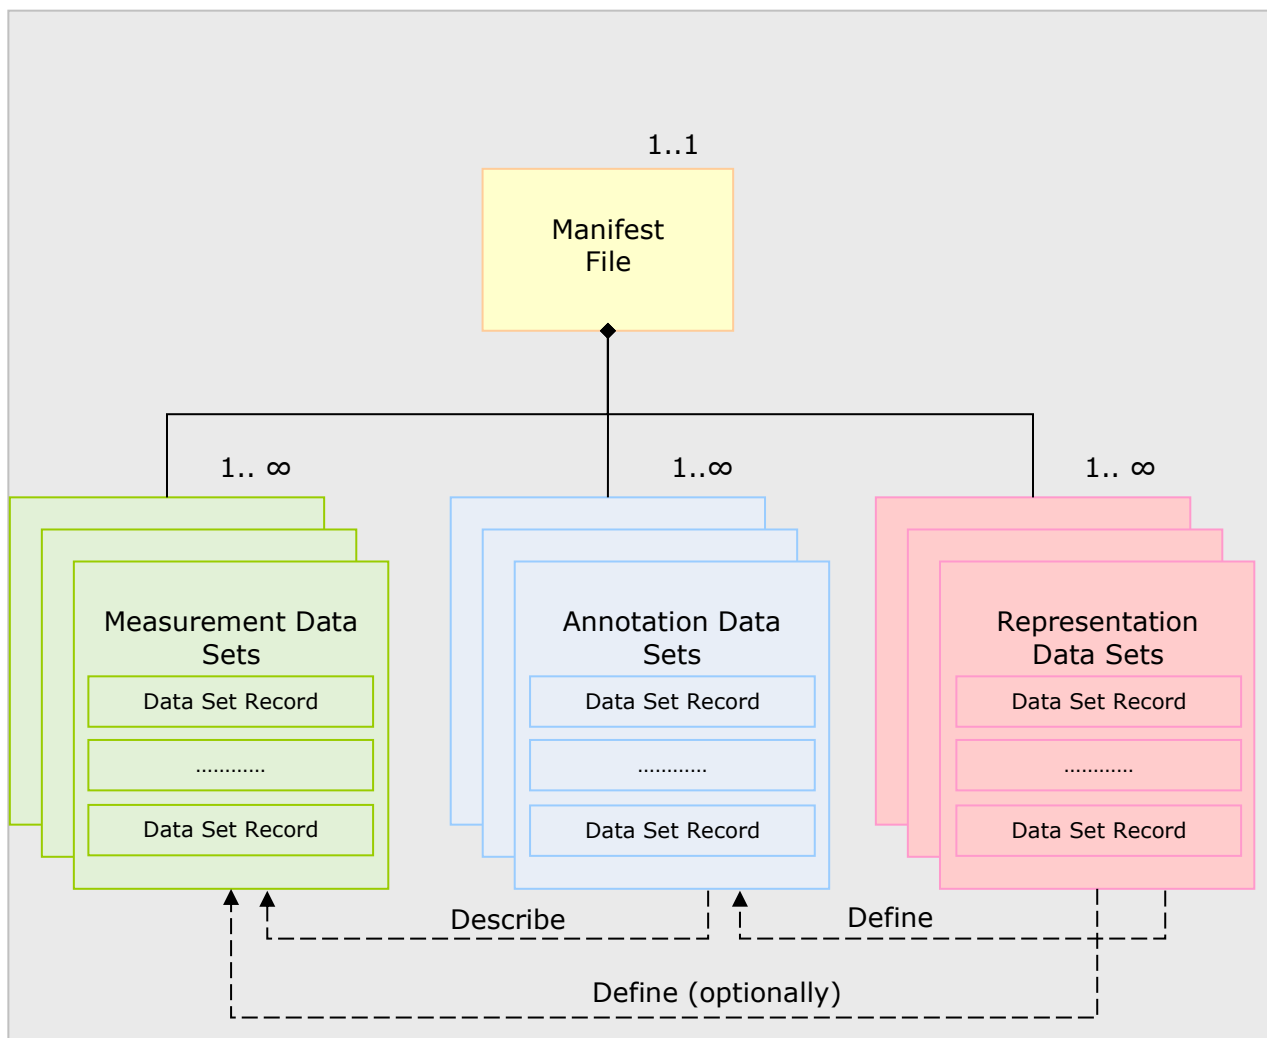 1..1
Manifest
File
1.. ∞
1..∞
1.. ∞
Measurement Data
Sets
Data Set Record
............
Data Set Record
Annotation Data
Sets
Data Set Record
............
Data Set Record
Representation
Data Sets
Data Set Record
............
Data Set Record
Describe
Define
Define (optionally)